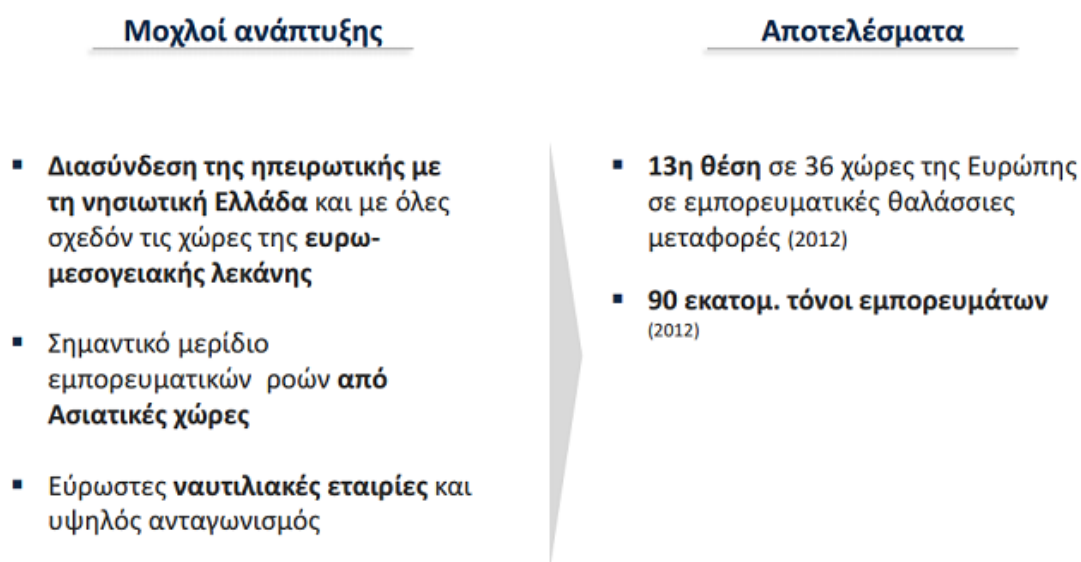 Μοχλοί ανάπτυξης
Διασύνδεση της ηπειρωτικής με
τη νησιωτική Ελλάδα και με όλες
σχεδόν τις χώρες της ευρω-
μεσογειακής λεκάνης
Σημαντικό μερίδιο
εμπορευματικών ροών από
Ασιατικές χώρες
Εύρωστες ναυτιλιακές εταιρίες και
υψηλός ανταγωνισμός
Αποτελέσματα
13η θέση σε 36 χώρες της Ευρώπης
σε εμπορευματικές θαλάσσιες
μεταφορές (2012)
90 εκατομ. τόνοι εμπορευμάτων
(2012)